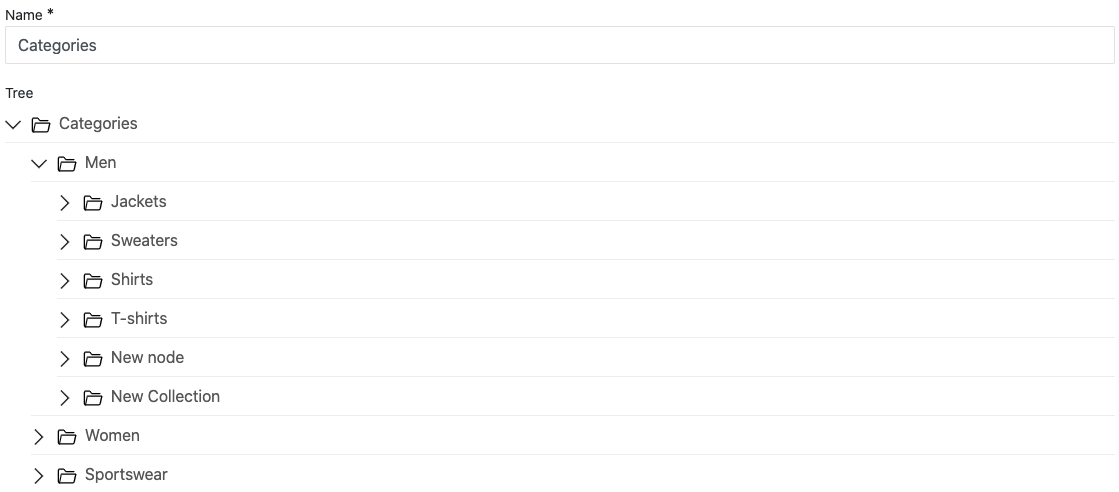 Name *
Categories
Tree
Categories
Men
Jackets
Sweaters
Shirts
T-shirts
New node
New Collection
Women
Sportswear